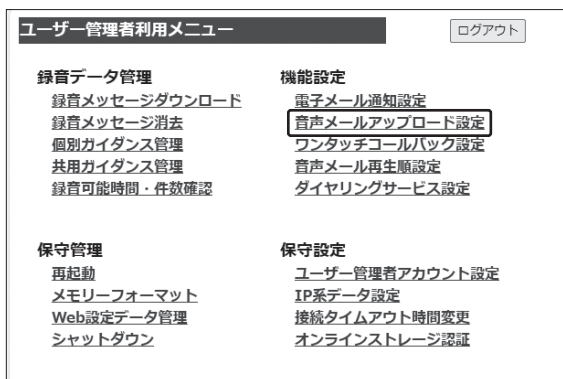 ユーザー管理者利用メニュー
ログアウト
録音データ管理
録音メッセージダウンロード
録音メッセージ消去
個別ガイダンス管理
共用ガイダンス管理
録音可能時間・件数確認
機能設定
電子メール通知設定
音声メールアップロード設定
ワンタッチコールバック設定
音声メール再生順設定
ダイヤリングサービス設定
保守管理
再起動
メモリーフォーマット
Web設定データ管理
シャットダウン
保守設定
ユーザー管理者アカウント設定
IP系データ設定
接続タイムアウト時間変更
オンラインストレージ認証